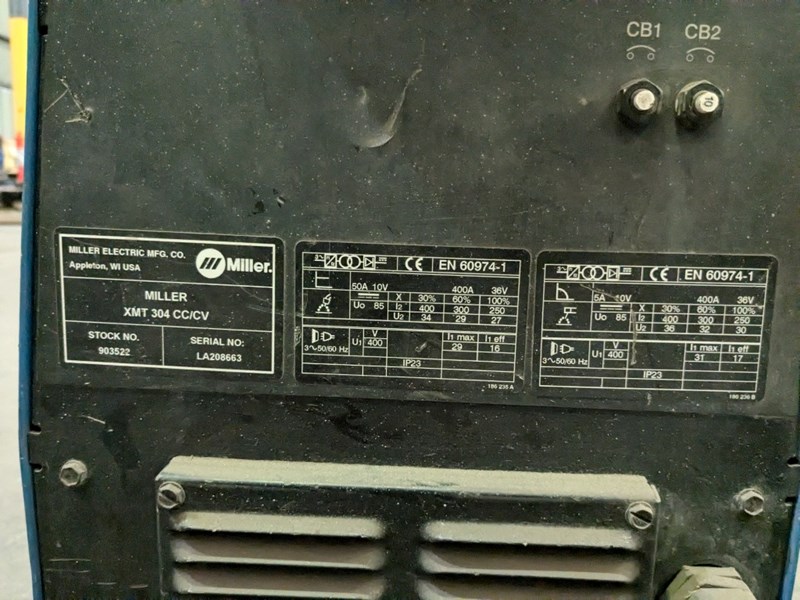 CB1 CB2
10
MILLER ELECTRIC MFG. CO.
Appleton, WI USA
Miller.
MILLER
XMT 304 CC/CV
STOCK NO.
903522
SERIAL NO:
LA208663
CE EN 60974-1
50A 10V 400A 36V
X 30% 60% 100%
Uo 85 I2 400 300 250
U2 34 29 27
U1 V 400 I1 max 29 I1 eff 16
3~50/60 Hz
IP23
186 235 A
CE EN 60974-1
5A 10V 400A 36V
X 30% 60% 100%
Uo 85 I2 400 300 250
U2 36 32 30
U1 V 400 I1 max 31 I1 eff 17
3~50/60 Hz
IP23